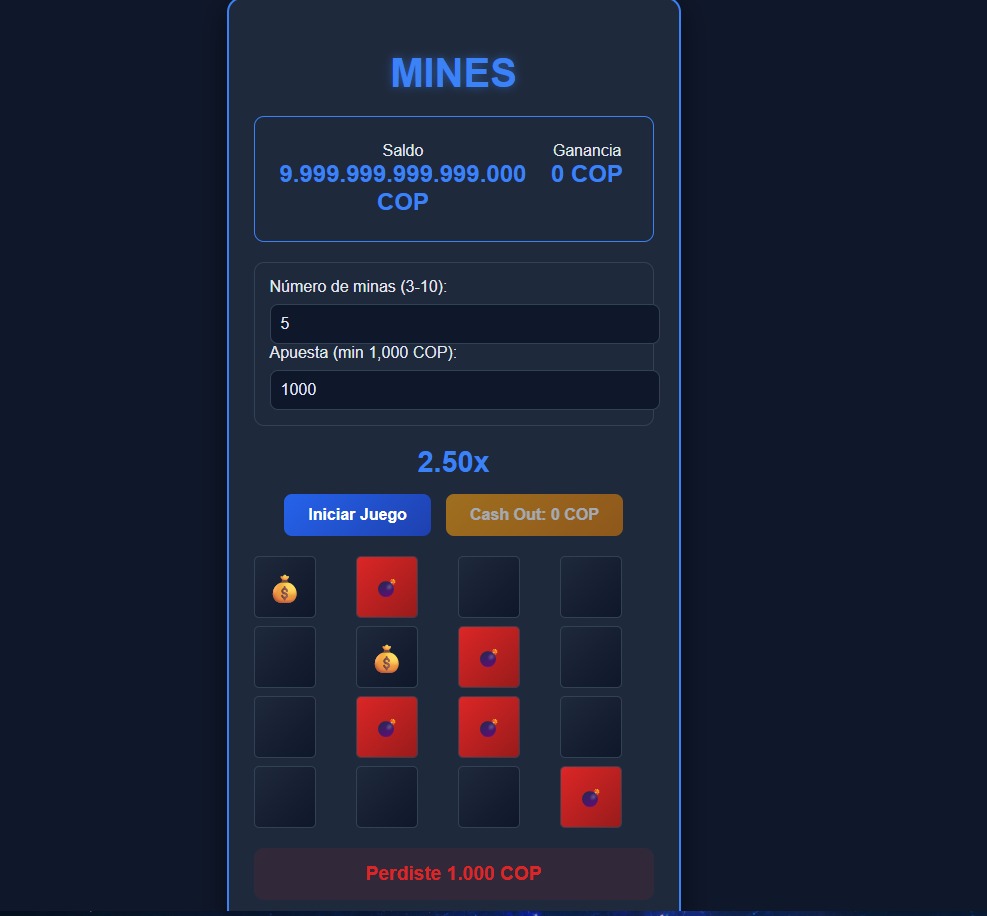 MINES
Saldo
9.999.999.999.999.000
COP
Ganancia
0 COP
Número de minas (3-10):
5
Apuesta (min 1,000 COP):
1000
2.50x
Iniciar Juego
Cash Out: 0 COP
Perdiste 1.000 COP